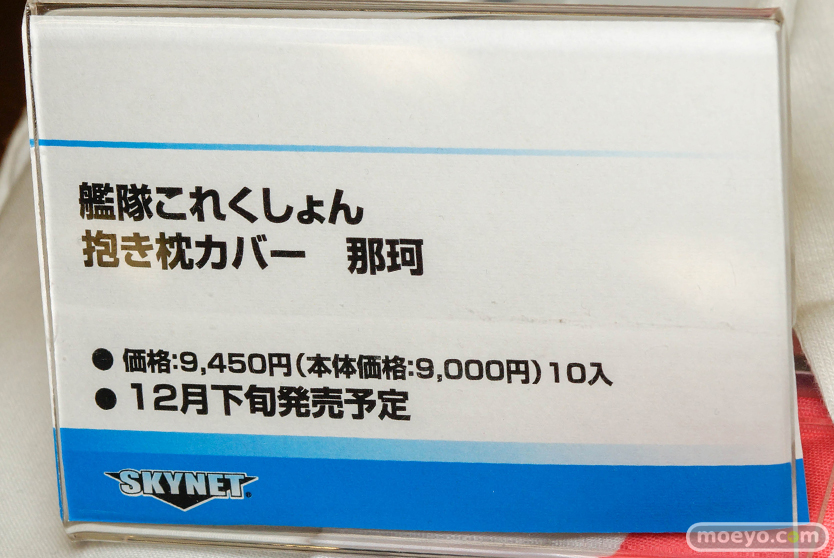 艦隊これくしょん
抱き枕カバー　那珂
● 価格:9,450円(本体価格:9,000円)10入
● 12月下旬発売予定
SKYNET®
moeyo.com